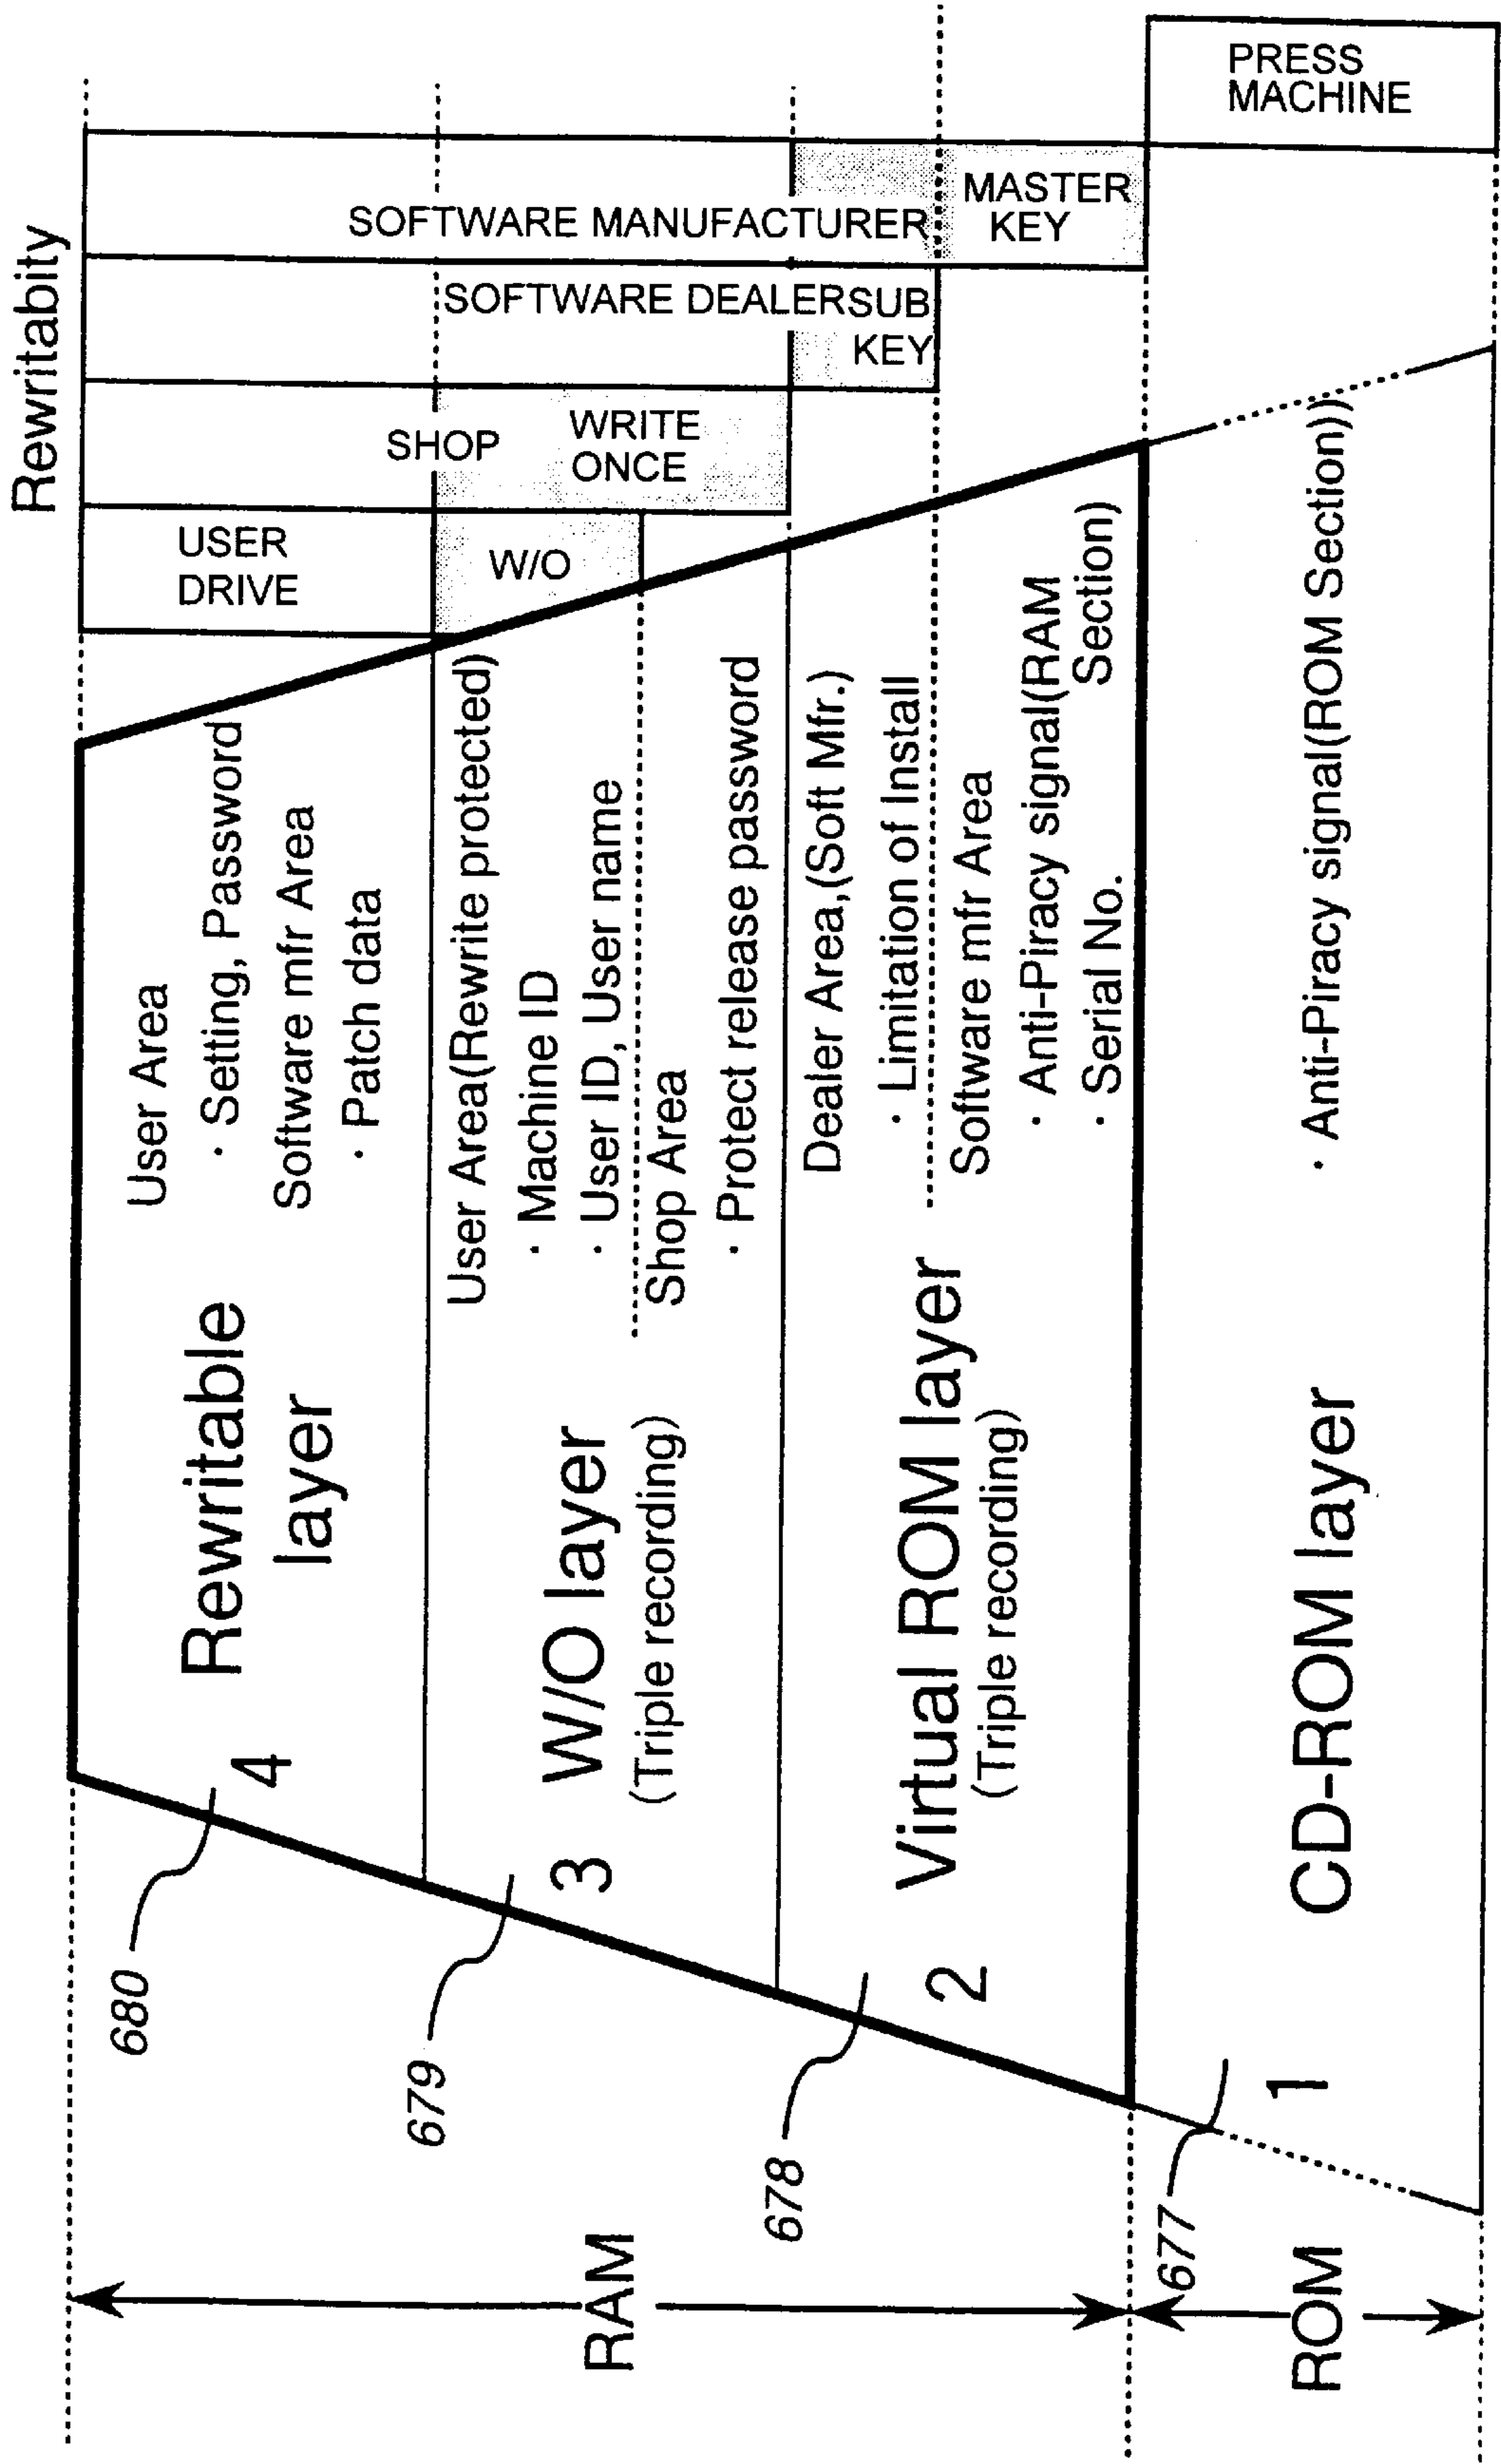 Rewritabity
680
4
Rewritable
layer
User Area
· Setting, Password
Software mfr Area
· Patch data
USER
DRIVE
679
3
W/O layer
(Triple recording)
User Area(Rewrite protected)
· Machine ID
· User ID, User name
Shop Area
· Protect release password
W/O
SHOP
WRITE
ONCE
678
2
Virtual ROM layer
(Triple recording)
Dealer Area,(Soft Mfr.)
· Limitation of Install
Software mfr Area
· Anti-Piracy signal(RAM
Section)
· Serial No.
SOFTWARE DEALER
SUB
KEY
SOFTWARE MANUFACTURER
MASTER
KEY
677
1
CD-ROM layer
· Anti-Piracy signal(ROM Section))
PRESS
MACHINE
RAM
ROM